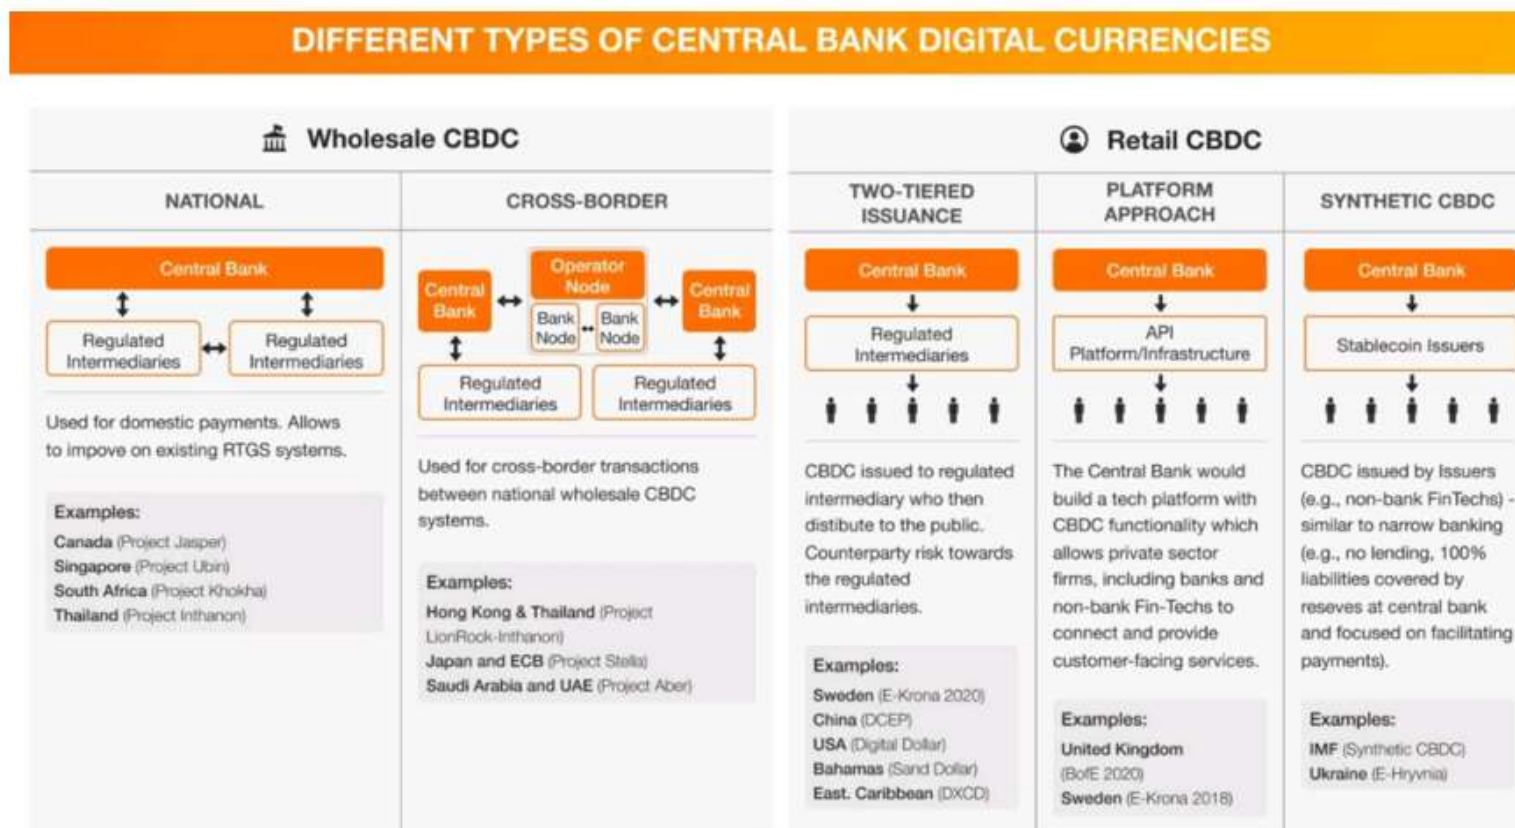 DIFFERENT TYPES OF CENTRAL BANK DIGITAL CURRENCIES
Wholesale CBDC
NATIONAL
Central Bank
Regulated
Intermediaries
Regulated
Intermediaries
Used for domestic payments. Allows
to impove on existing RTGS systems.
Examples:
Canada (Project Jasper)
Singapore (Project Ubin)
South Africa (Project Khokha)
Thailand (Project Inthanon)
CROSS-BORDER
Central
Bank
Operator
Node
Bank
Node
Bank
Node
Central
Bank
Regulated
Intermediaries
Regulated
Intermediaries
Used for cross-border transactions
between national wholesale CBDC
systems.
Examples:
Hong Kong & Thailand (Project
LionRock-Inthanon)
Japan and ECB (Project Stella)
Saudi Arabia and UAE (Project Aber)
Retail CBDC
TWO-TIERED
ISSUANCE
Central Bank
Regulated
Intermediaries
CBDC issued to regulated
intermediary who then
distibute to the public.
Counterparty risk towards
the regulated
intermediaries.
Examples:
Sweden (E-Krona 2020)
China (DCEP)
USA (Digital Dollar)
Bahamas (Sand Dollar)
East. Caribbean (DXCD)
PLATFORM
APPROACH
Central Bank
API
Platform/Infrastructure
The Central Bank would
build a tech platform with
CBDC functionality which
allows private sector
firms, including banks and
non-bank Fin-Techs to
connect and provide
customer-facing services.
Examples:
United Kingdom
(BofE 2020)
Sweden (E-Krona 2018)
SYNTHETIC CBDC
Central Bank
Stablecoin Issuers
CBDC issued by Issuers
(e.g., non-bank FinTechs) -
similar to narrow banking
(e.g., no lending, 100%
liabilities covered by
reseves at central bank
and focused on facilitating
payments).
Examples:
IMF (Synthetic CBDC)
Ukraine (E-Hryvnia)